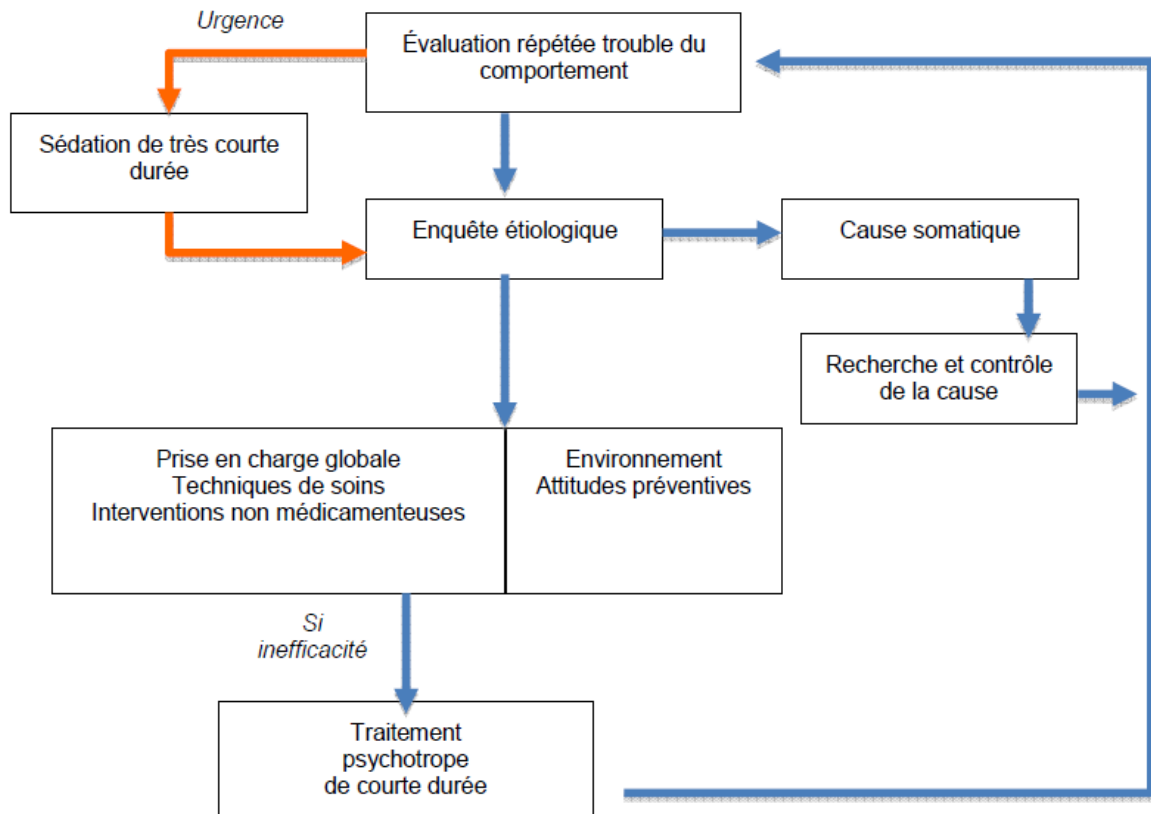 Urgence
Évaluation répétée trouble du
comportement
Sédation de très courte
durée
Enquête étiologique
Cause somatique
Recherche et contrôle
de la cause
Prise en charge globale
Techniques de soins
Interventions non médicamenteuses
Environnement
Attitudes préventives
Si
inefficacité
Traitement
psychotrope
de courte durée